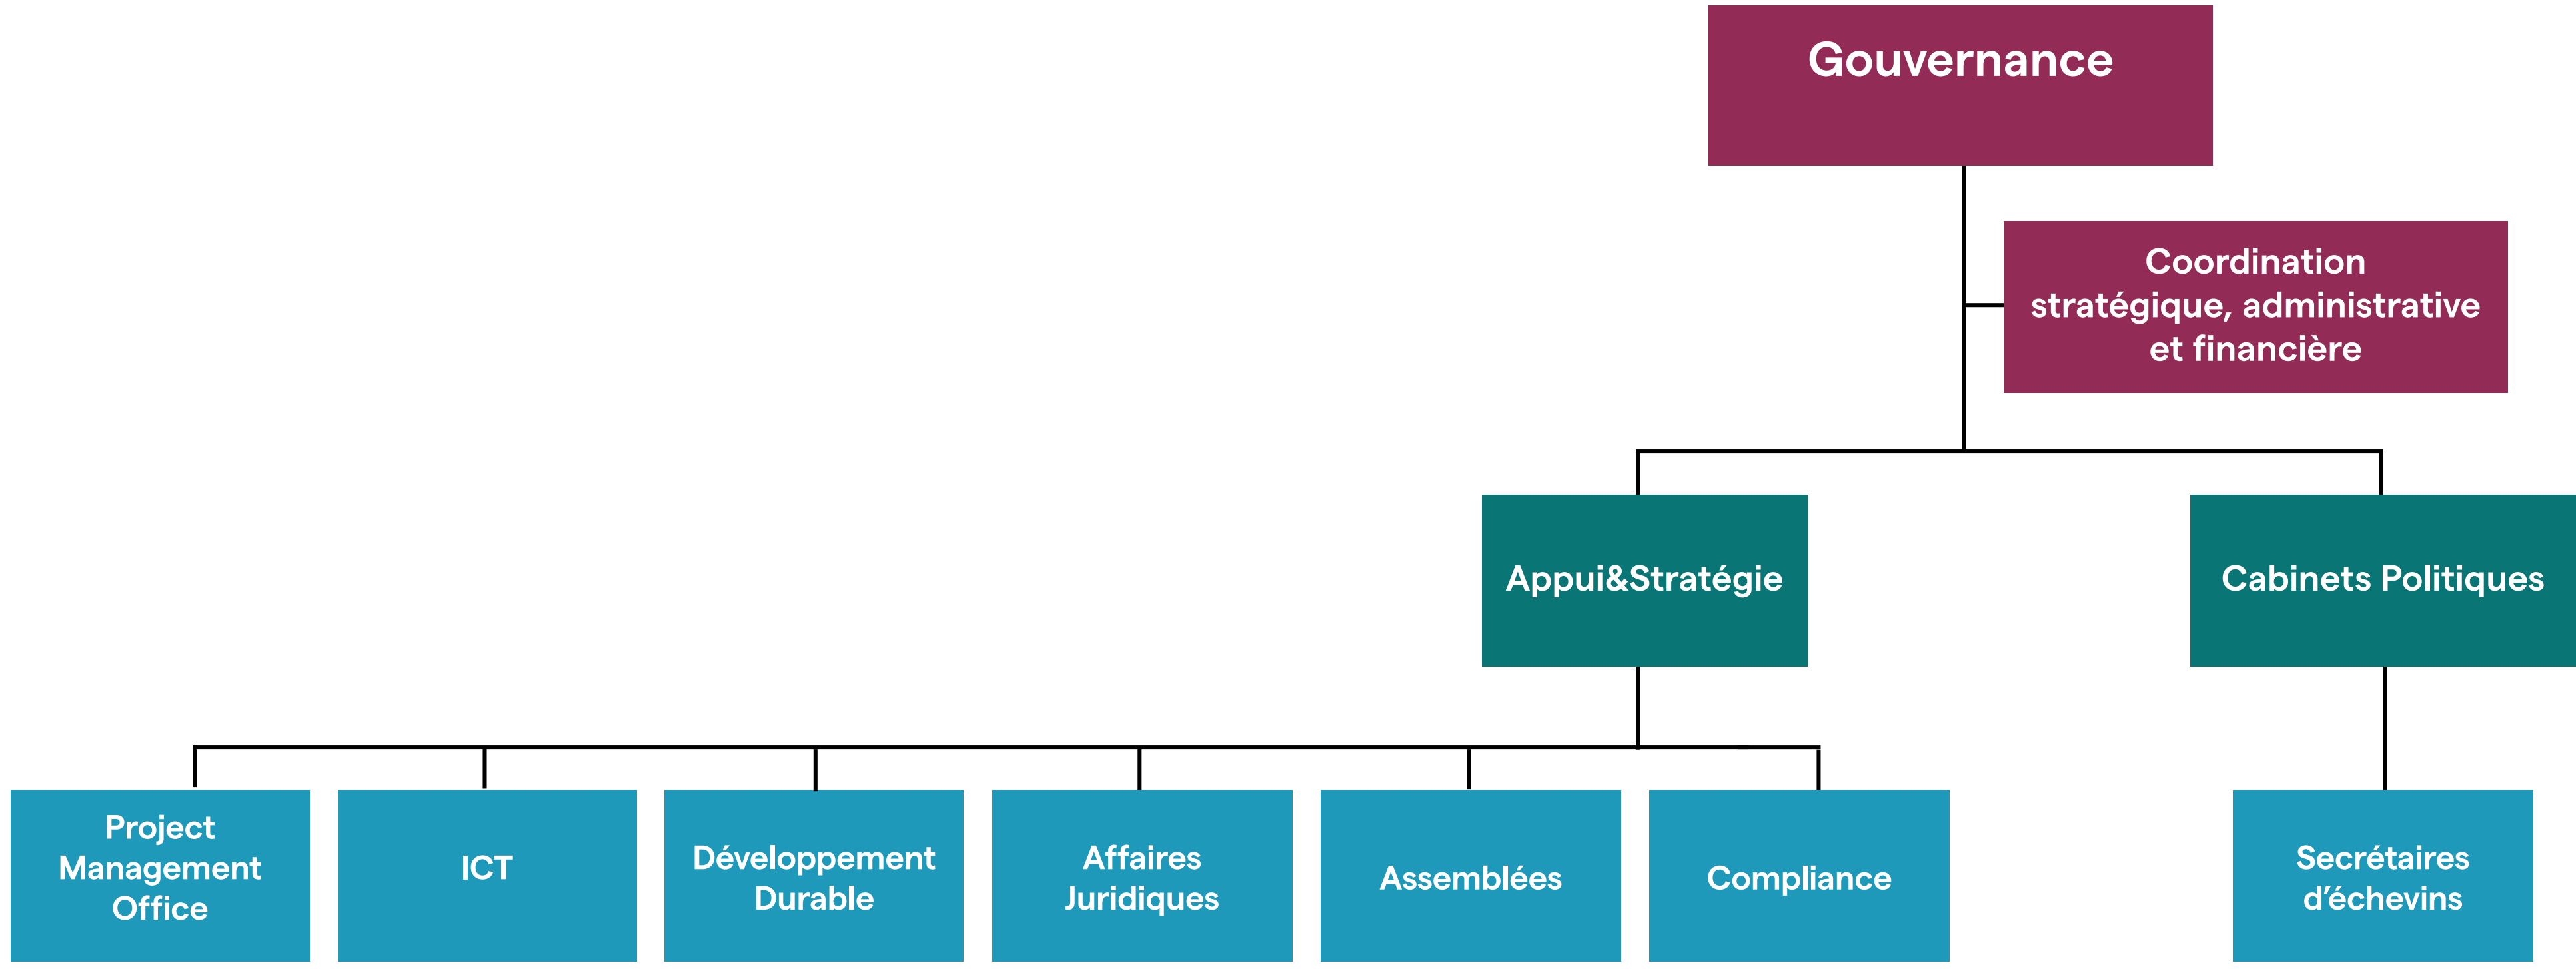 Gouvernance
Coordination
stratégique, administrative
et financière
Appui&Stratégie
Cabinets Politiques
Project
Management
Office
ICT
Développement
Durable
Affaires
Juridiques
Assemblées
Compliance
Secrétaires
d’échevins